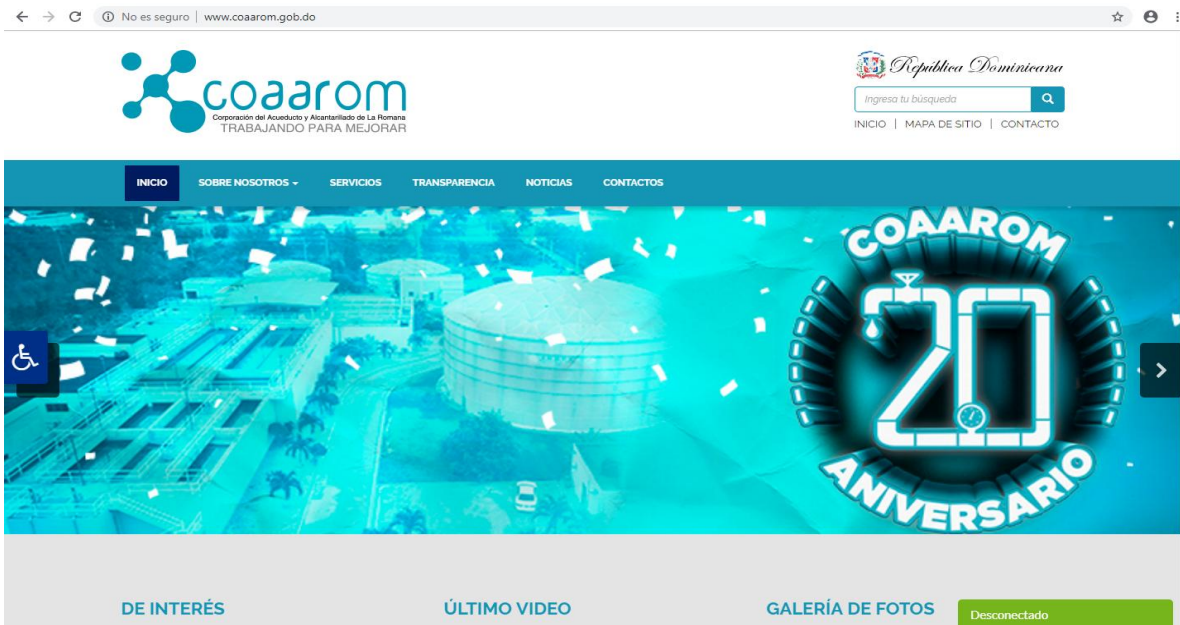 No es seguro | www.coaarom.gob.do
coaarom
Corporación del Acueducto y Alcantarillado de La Romana
TRABAJANDO PARA MEJORAR
República Dominicana
Ingresa tu búsqueda
INICIO | MAPA DE SITIO | CONTACTO
INICIO SOBRE NOSOTROS SERVICIOS TRANSPARENCIA NOTICIAS CONTACTOS
COAAROM
20
ANIVERSARIO
DE INTERÉS ÚLTIMO VIDEO GALERÍA DE FOTOS
Desconectado